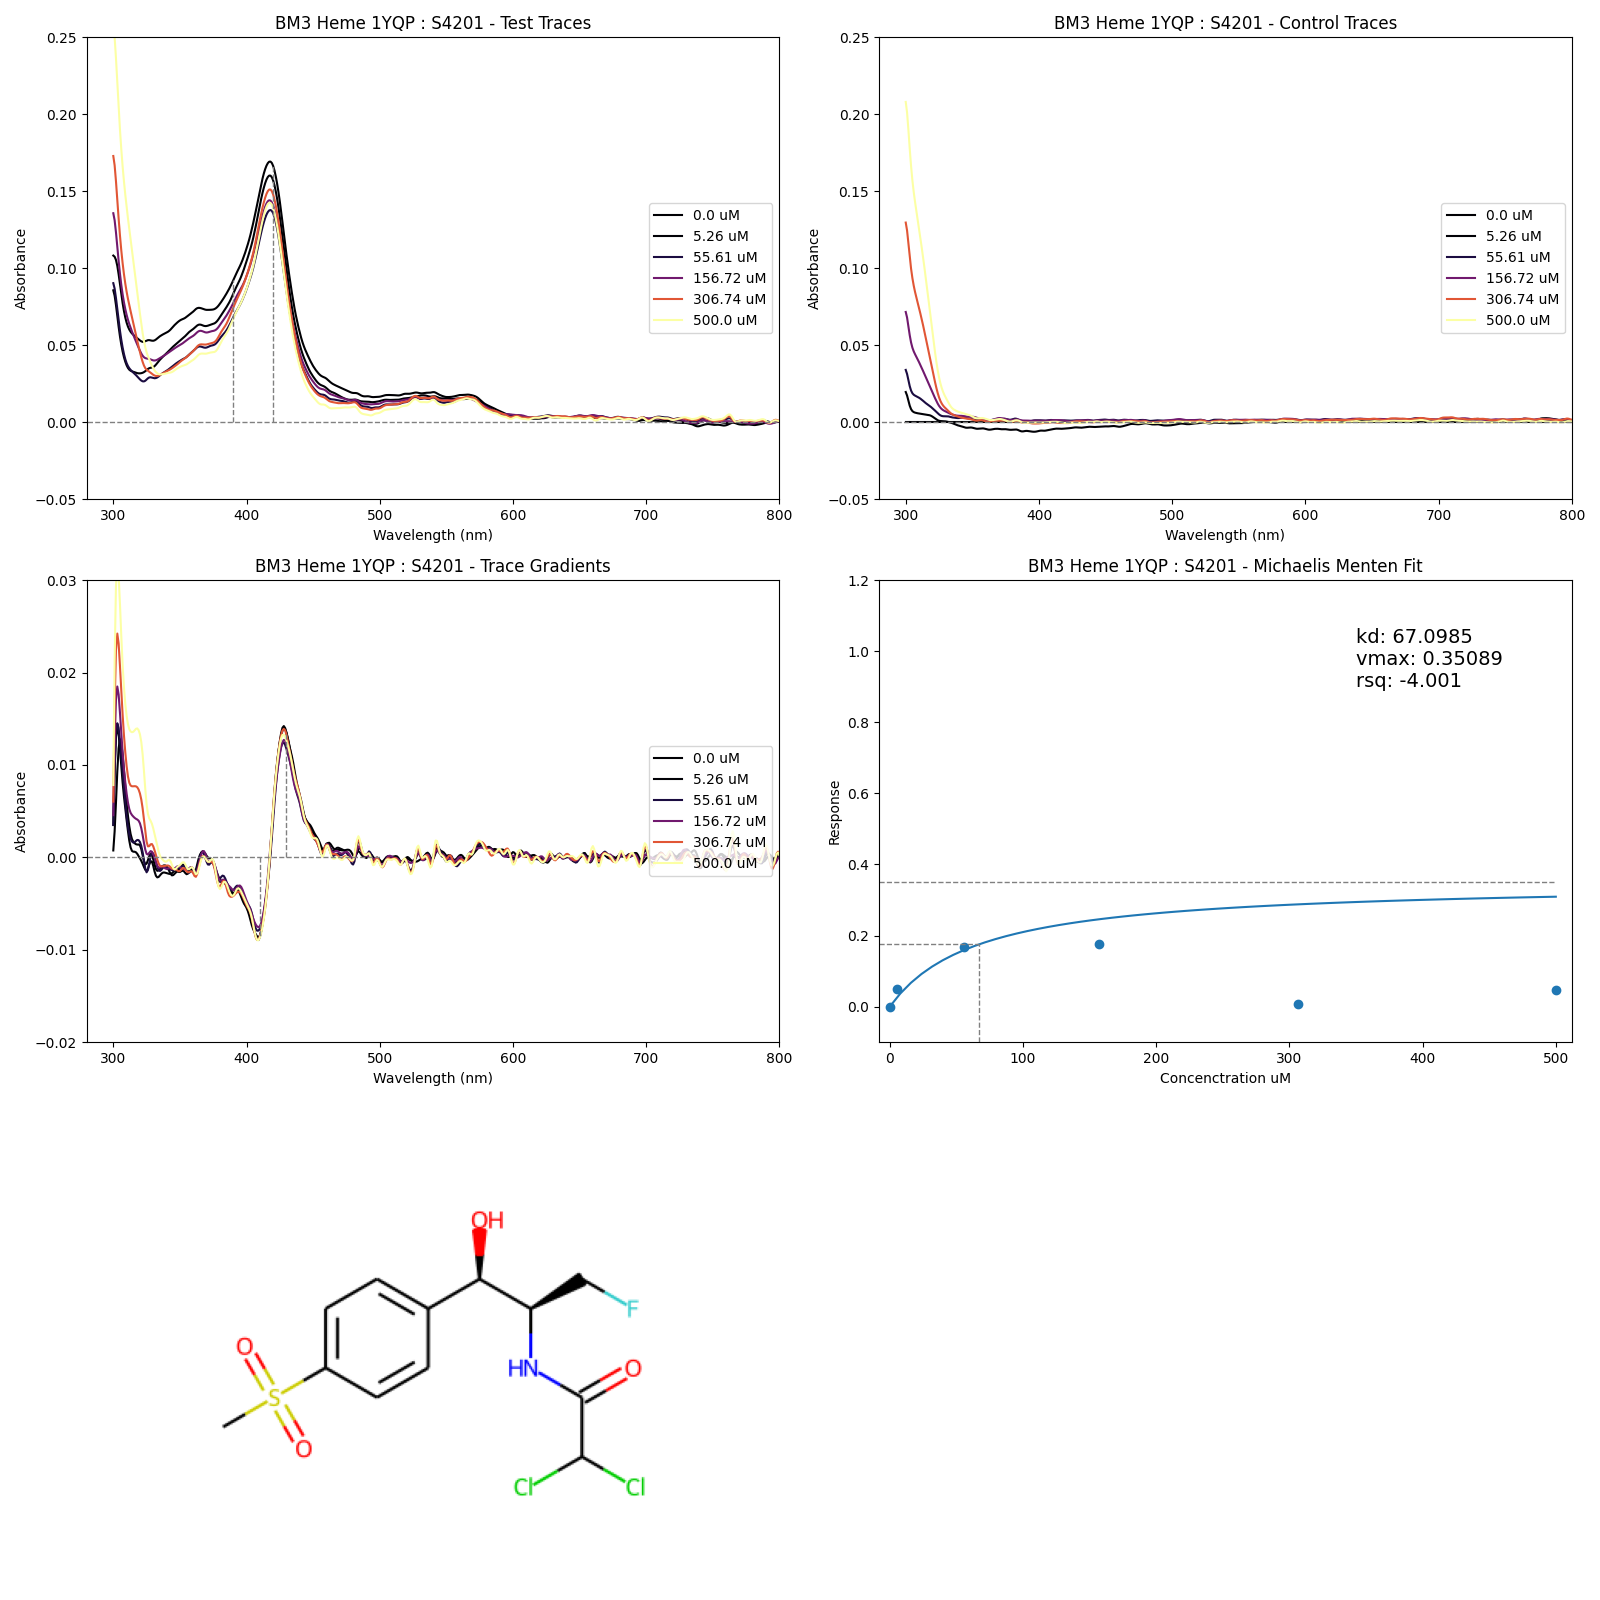 BM3 Heme 1YQP : S4201 - Test Traces
Absorbance
0.25
0.20
0.15
0.10
0.05
0.00
−0.05
300 400 500 600 700 800
Wavelength (nm)
0.0 uM
5.26 uM
55.61 uM
156.72 uM
306.74 uM
500.0 uM
BM3 Heme 1YQP : S4201 - Control Traces
Absorbance
0.25
0.20
0.15
0.10
0.05
0.00
−0.05
300 400 500 600 700 800
Wavelength (nm)
0.0 uM
5.26 uM
55.61 uM
156.72 uM
306.74 uM
500.0 uM
BM3 Heme 1YQP : S4201 - Trace Gradients
Absorbance
0.03
0.02
0.01
0.00
−0.01
−0.02
300 400 500 600 700 800
Wavelength (nm)
0.0 uM
5.26 uM
55.61 uM
156.72 uM
306.74 uM
500.0 uM
BM3 Heme 1YQP : S4201 - Michaelis Menten Fit
Response
1.2
1.0
0.8
0.6
0.4
0.2
0.0
0 100 200 300 400 500
Concenctration uM
kd: 67.0985
vmax: 0.35089
rsq: -4.001
OH
F
O
HN
O
S
O
Cl Cl